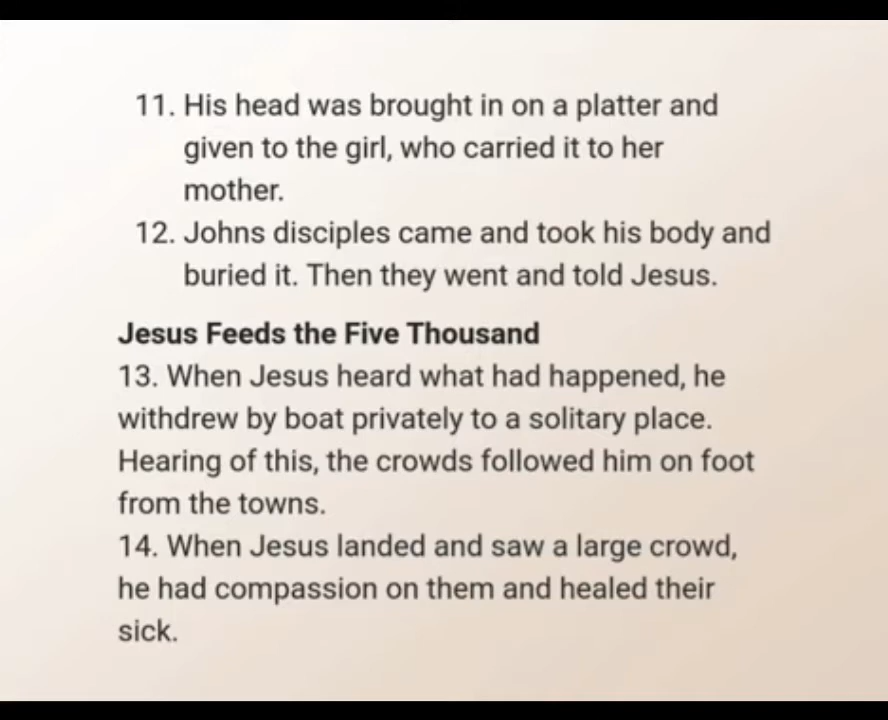 11. His head was brought in on a platter and
given to the girl, who carried it to her
mother.
12. Johns disciples came and took his body and
buried it. Then they went and told Jesus.
Jesus Feeds the Five Thousand
13. When Jesus heard what had happened, he
withdrew by boat privately to a solitary place.
Hearing of this, the crowds followed him on foot
from the towns.
14. When Jesus landed and saw a large crowd,
he had compassion on them and healed their
sick.